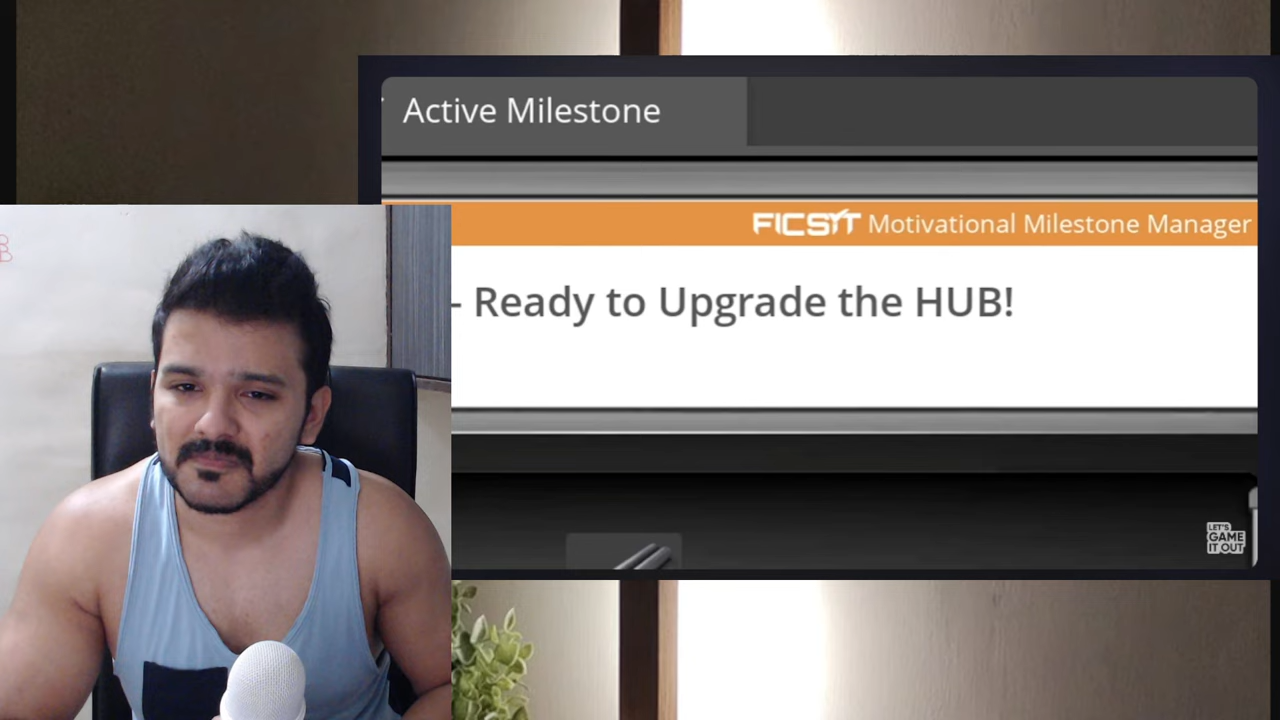 Active Milestone
FICSIT Motivational Milestone Manager
- Ready to Upgrade the HUB!
LET'S
GAME
IT OUT